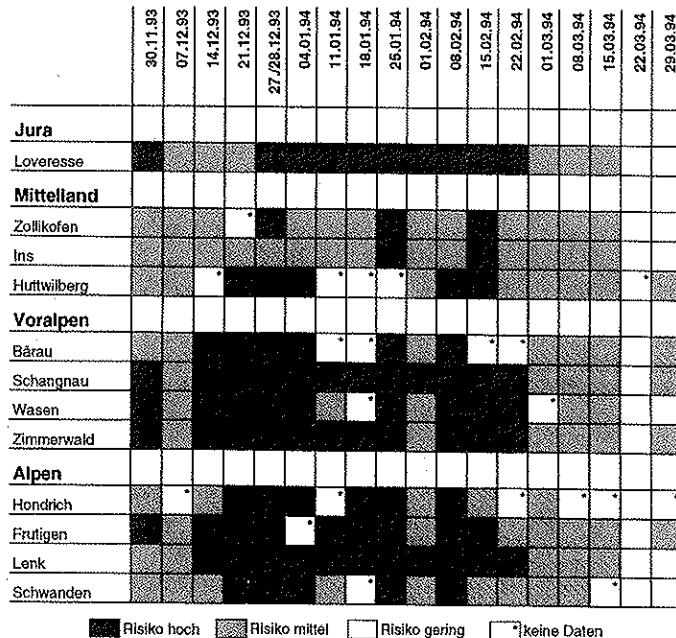 30.11.93 07.12.93 14.12.93 21.12.93 27./28.12.93 04.01.94 11.01.94 18.01.94 25.01.94 01.02.94 08.02.94 15.02.94 22.02.94 01.03.94 08.03.94 15.03.94 22.03.94 29.03.94
Jura
Loveresse
Mittelland
Zollikofen *
Ins
Huttwilberg * * * * *
Voralpen
Bärau * * * *
Schangnau
Wasen * *
Zimmerwald
Alpen
Hondrich * * * * * *
Frutigen *
Lenk
Schwanden * *
Risiko hoch Risiko mittel Risiko gering * keine Daten